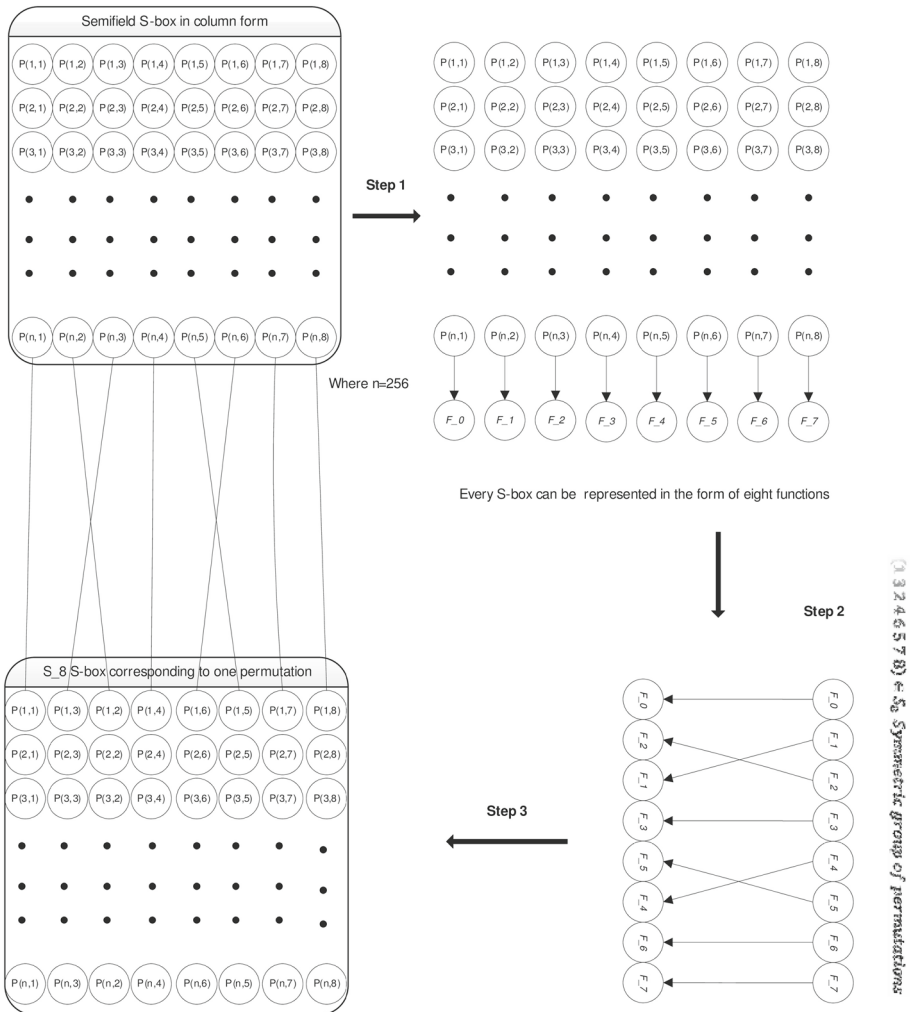 Semifield S-box in column form
P(1,1) P(1,2) P(1,3) P(1,4) P(1,5) P(1,6) P(1,7) P(1,8)
P(2,1) P(2,2) P(2,3) P(2,4) P(2,5) P(2,6) P(2,7) P(2,8)
P(3,1) P(3,2) P(3,3) P(3,4) P(3,5) P(3,6) P(3,7) P(3,8)
P(n,1) P(n,2) P(n,3) P(n,4) P(n,5) P(n,6) P(n,7) P(n,8)
Step 1
P(1,1) P(1,2) P(1,3) P(1,4) P(1,5) P(1,6) P(1,7) P(1,8)
P(2,1) P(2,2) P(2,3) P(2,4) P(2,5) P(2,6) P(2,7) P(2,8)
P(3,1) P(3,2) P(3,3) P(3,4) P(3,5) P(3,6) P(3,7) P(3,8)
P(n,1) P(n,2) P(n,3) P(n,4) P(n,5) P(n,6) P(n,7) P(n,8)
Where n=256
F_0 F_1 F_2 F_3 F_4 F_5 F_6 F_7
Every S-box can be represented in the form of eight functions
Step 2
(1 3 2 4 6 5 7 8) ∈ S₈ Symmetric group of permutations
F_0 F_0
F_2 F_1
F_1 F_2
F_3 F_3
F_5 F_4
F_4 F_5
F_6 F_6
F_7 F_7
Step 3
S_8 S-box corresponding to one permutation
P(1,1) P(1,3) P(1,2) P(1,4) P(1,6) P(1,5) P(1,7) P(1,8)
P(2,1) P(2,3) P(2,2) P(2,4) P(2,6) P(2,5) P(2,7) P(2,8)
P(3,1) P(3,3) P(3,2) P(3,4) P(3,6) P(3,5) P(3,7) P(3,8)
P(n,1) P(n,3) P(n,2) P(n,4) P(n,6) P(n,5) P(n,7) P(n,8)